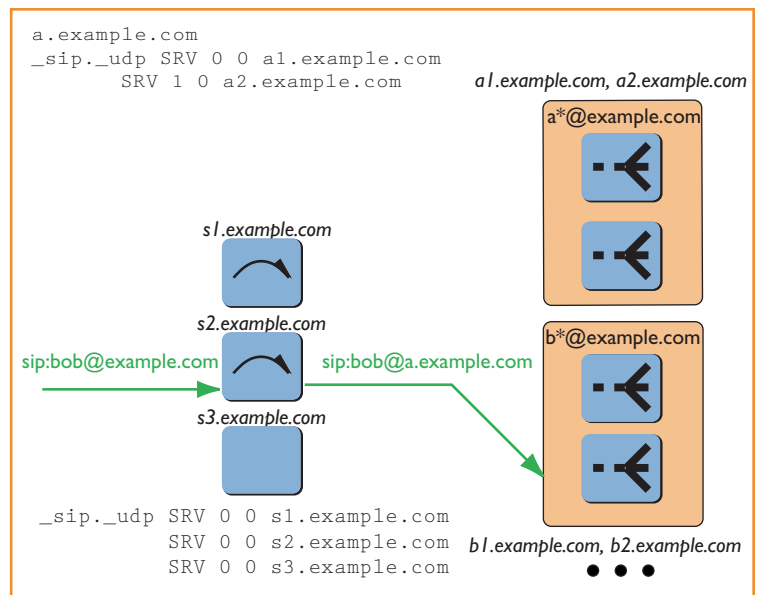 a.example.com
_sip._udp SRV 0 0 a1.example.com
SRV 1 0 a2.example.com
a1.example.com, a2.example.com
a*@example.com
s1.example.com
s2.example.com
sip:bob@example.com
sip:bob@a.example.com
b*@example.com
s3.example.com
_sip._udp SRV 0 0 s1.example.com
SRV 0 0 s2.example.com
SRV 0 0 s3.example.com
b1.example.com, b2.example.com